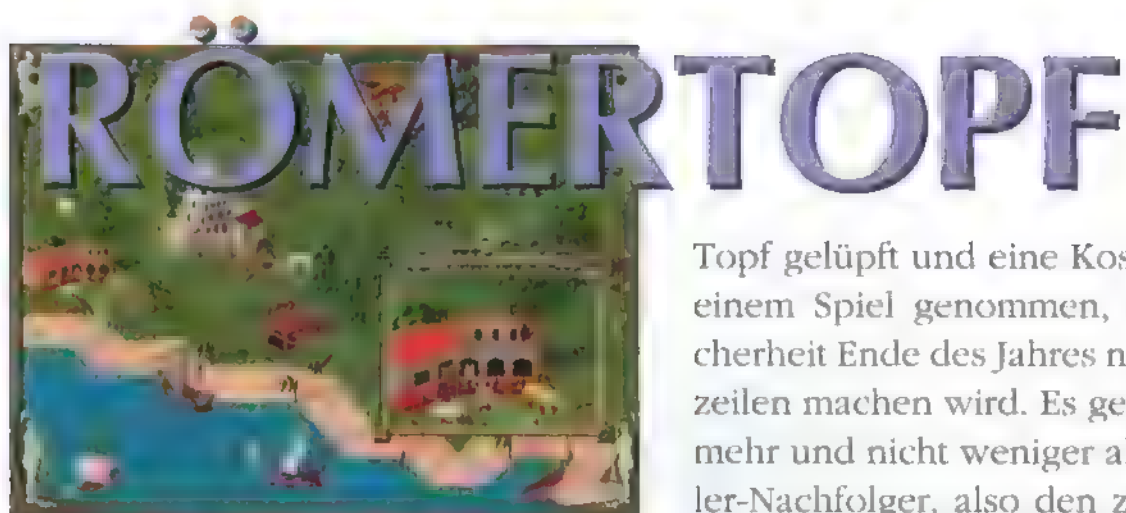 RÖMERTOPF
Topf gelüpft und eine Kos
einem Spiel genommen,
cherheit Ende des Jahres n
zeilen machen wird. Es ge
mehr und nicht weniger al
ler-Nachfolger, also den z